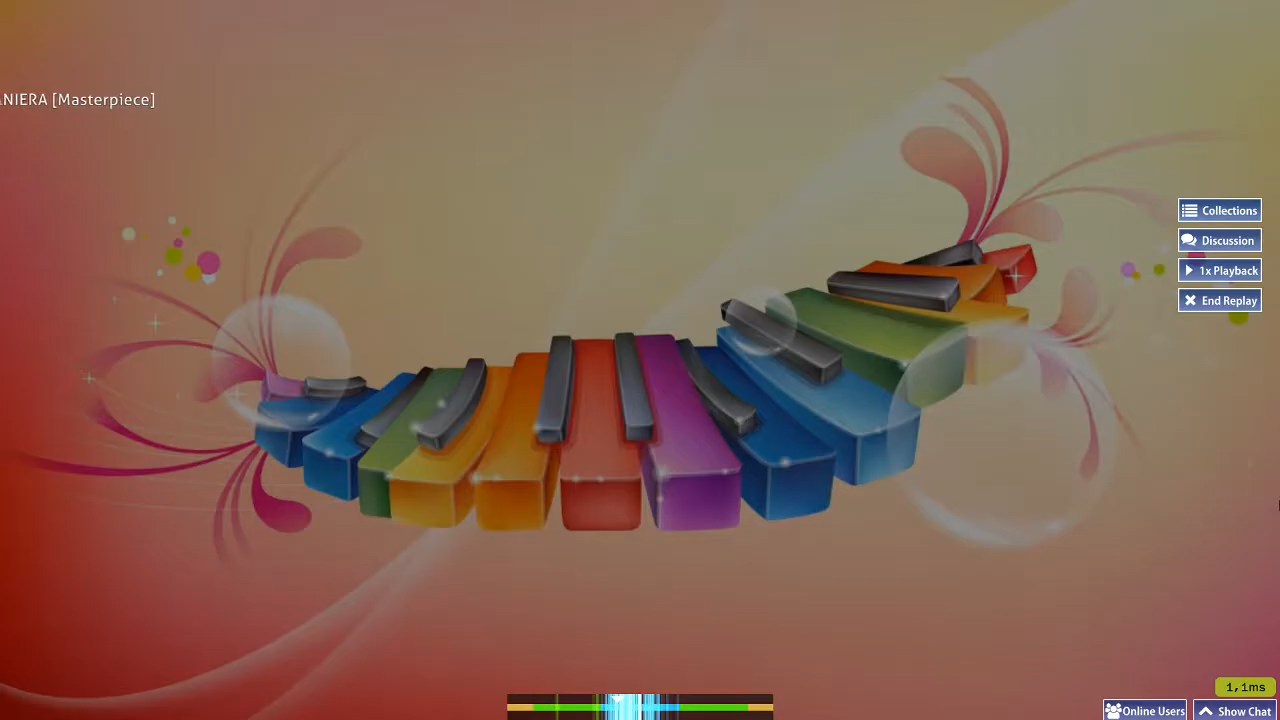 NIERA [Masterpiece]
Collections
Discussion
1x Playback
End Replay
1,1ms
Online Users
Show Chat